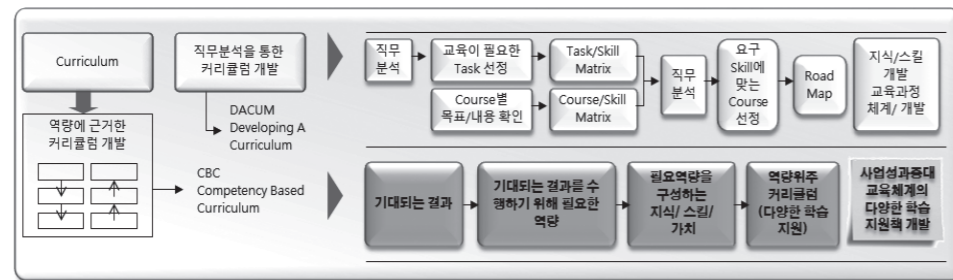 Curriculum
직무분석을 통한
커리큘럼 개발
DACUM
Developing A
Curriculum
역량에 근거한
커리큘럼 개발
CBC
Competency Based
Curriculum
직무
분석
교육이 필요한
Task 선정
Task/Skill
Matrix
Course별
목표/내용 확인
Course/Skill
Matrix
직무
분석
요구
Skill에
맞는
Course
선정
Road
Map
지식/스킬
개발
교육과정
체계/ 개발
기대되는 결과
기대되는 결과를 수
행하기 위해 필요한
역량
필요역량을
구성하는
지식/ 스킬/
가치
역량위주
커리큘럼
(다양한 학습
지원)
사업성과증대
교육체계의
다양한 학습
지원책 개발